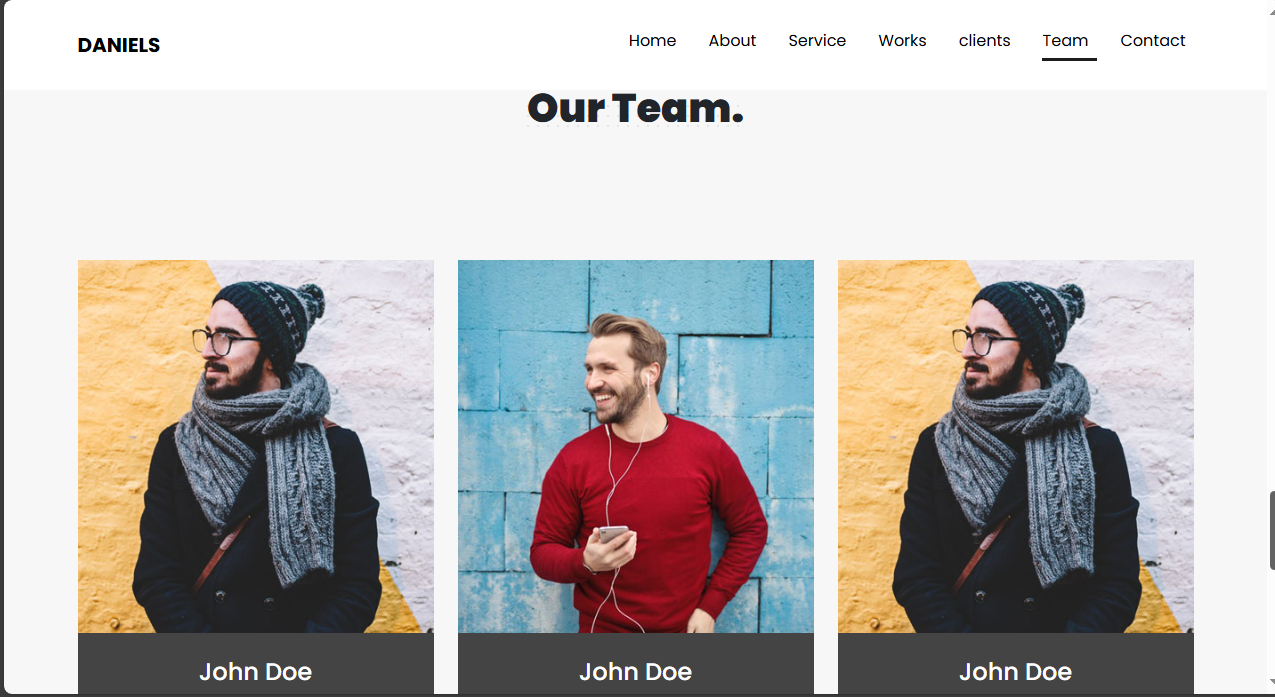 DANIELS
Home About Service Works clients Team Contact
Our Team.
John Doe
John Doe
John Doe